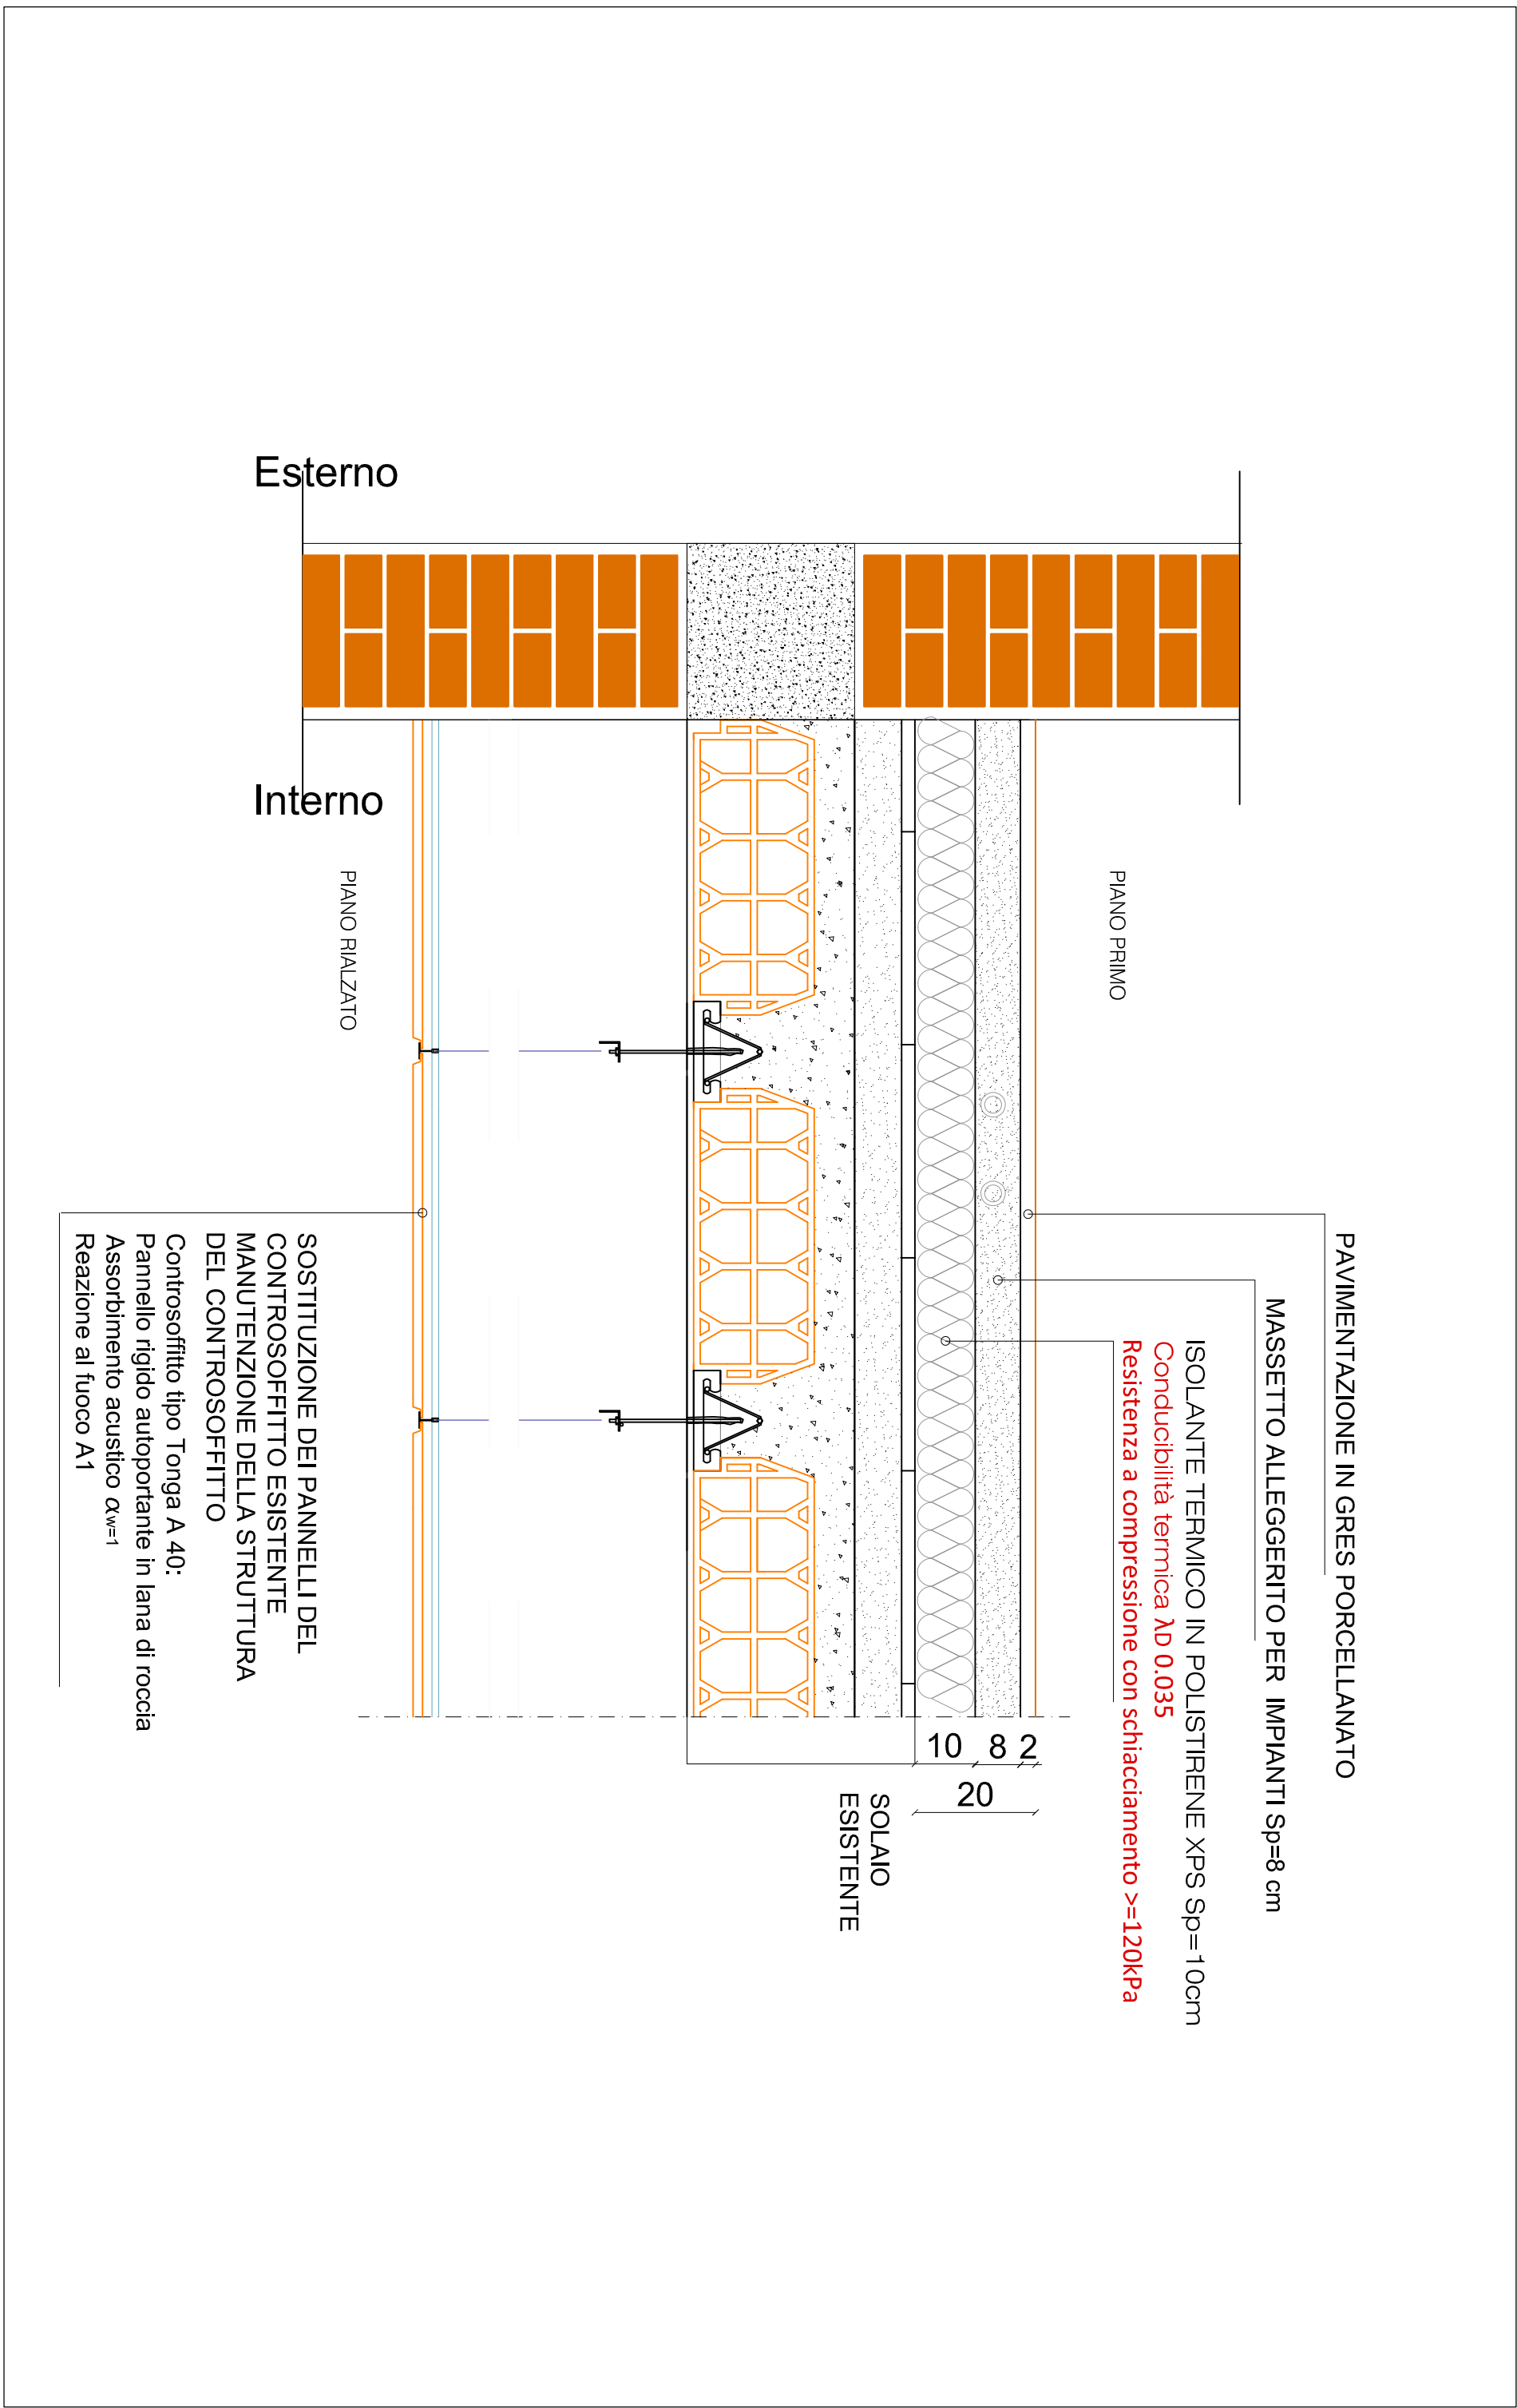 PAVIMENTAZIONE IN GRES PORCELLANATO
MASSETTO ALLEGGERITO PER IMPIANTI Sp=8 cm
ISOLANTE TERMICO IN POLISTIRENE XPS Sp=10cm
Conducibilità termica λD 0.035
Resistenza a compressione con schiacciamento >=120kPa
PIANO PRIMO
2
8
10
20
SOLAIO
ESISTENTE
Esterno
Interno
PIANO RIALZATO
SOSTITUZIONE DEI PANNELLI DEL
CONTROSOFFITTO ESISTENTE
MANUTENZIONE DELLA STRUTTURA
DEL CONTROSOFFITTO
Controsoffitto tipo Tonga A 40:
Pannello rigido autoportante in lana di roccia
Assorbimento acustico αw=1
Reazione al fuoco A1